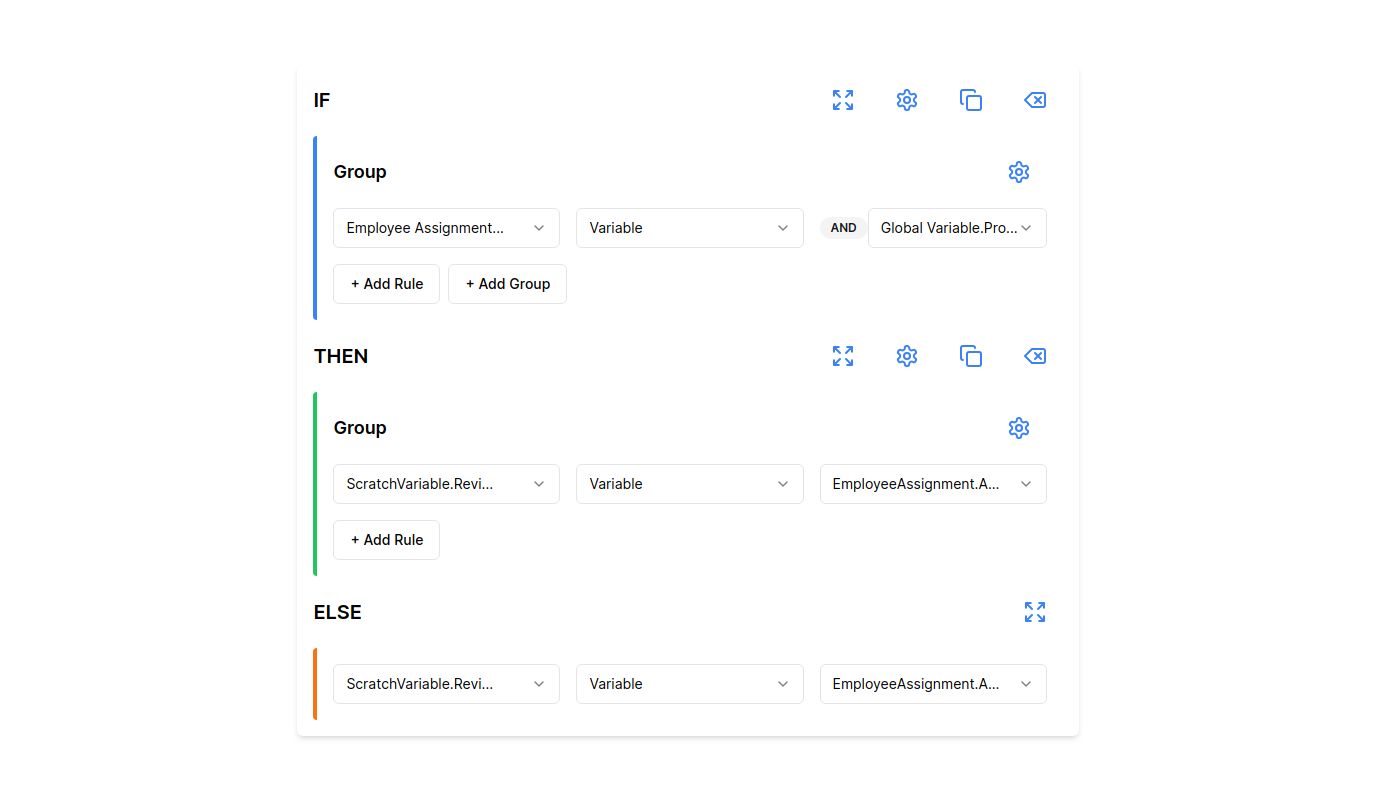 IF
Group
Employee Assignment... Variable AND Global Variable.Pro...
+ Add Rule + Add Group
THEN
Group
ScratchVariable.Revi... Variable EmployeeAssignment.A...
+ Add Rule
ELSE
ScratchVariable.Revi... Variable EmployeeAssignment.A...